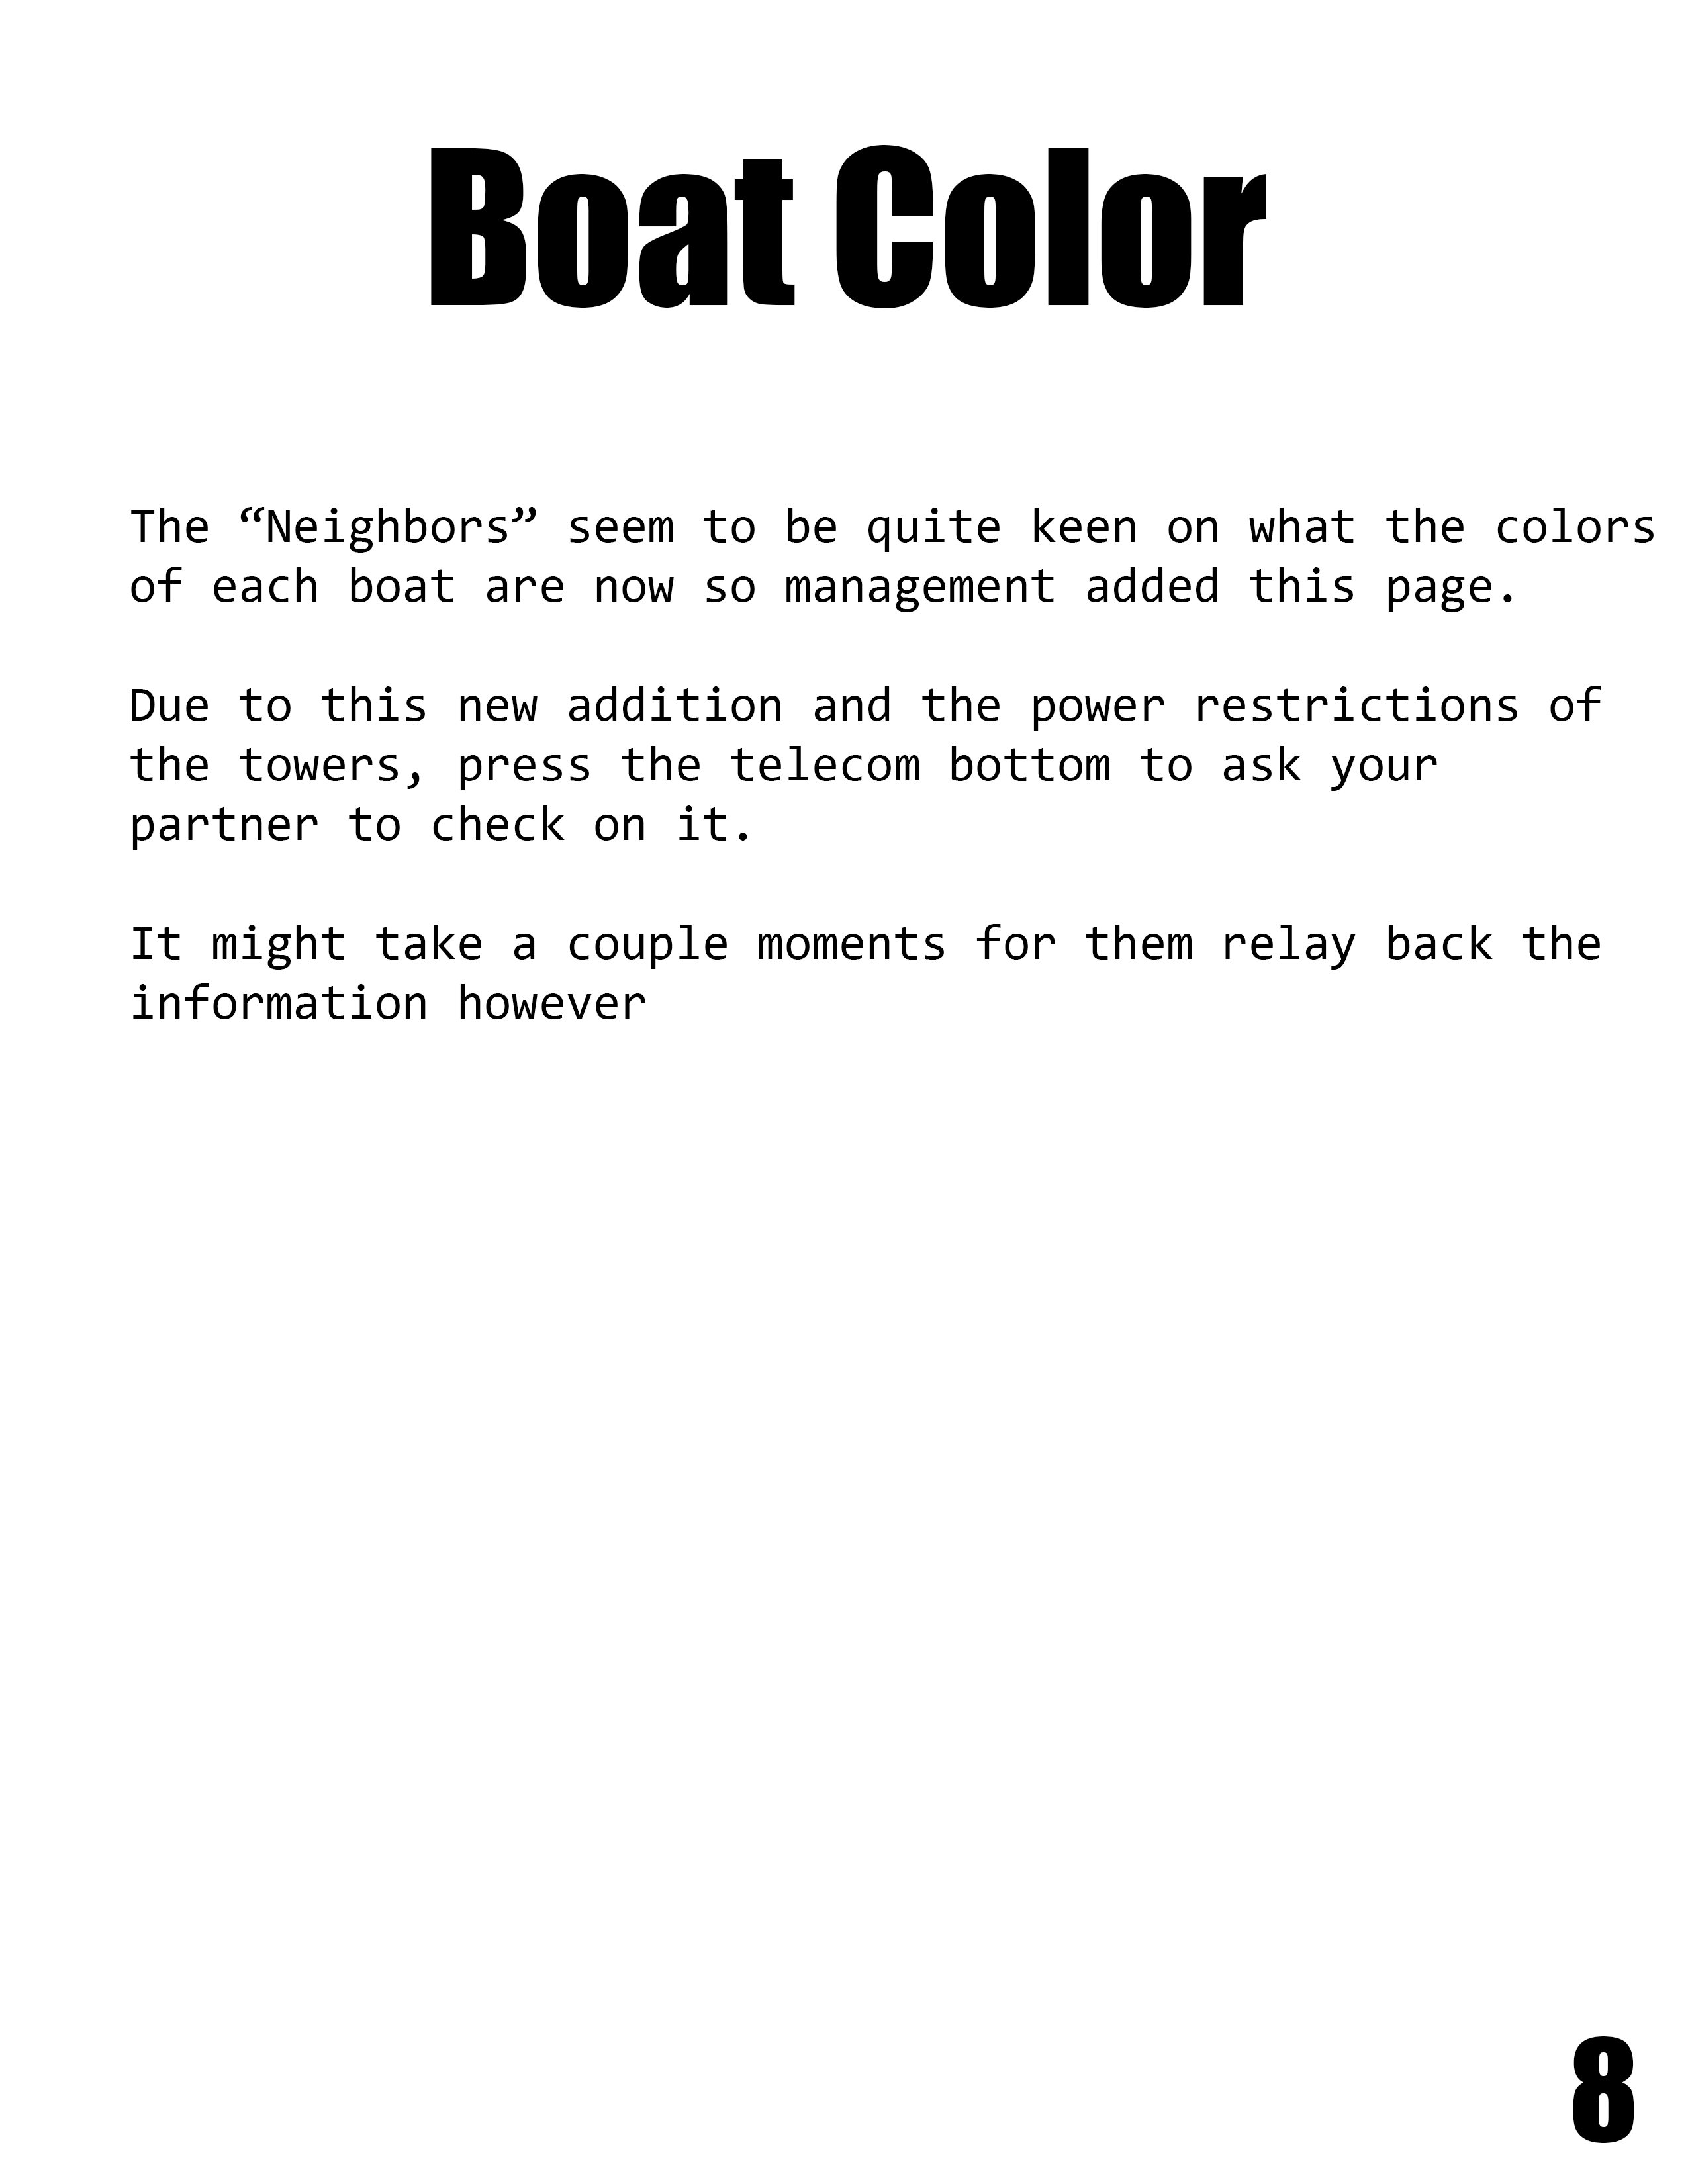 Boat Color
The “Neighbors” seem to be quite keen on what the colors
of each boat are now so management added this page.
Due to this new addition and the power restrictions of
the towers, press the telecom bottom to ask your
partner to check on it.
It might take a couple moments for them relay back the
information however
8